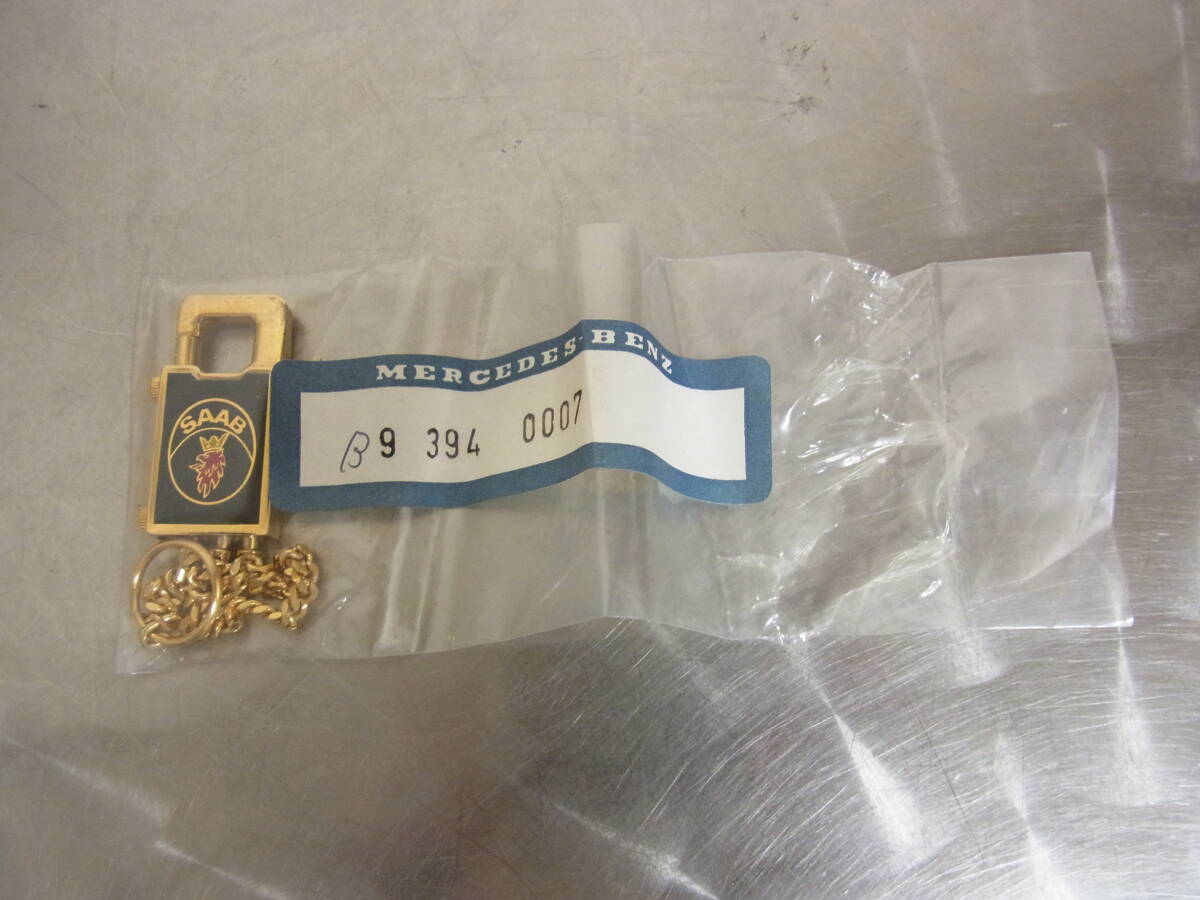 SAAB
MERCEDES-BENZ
B9 394 0007